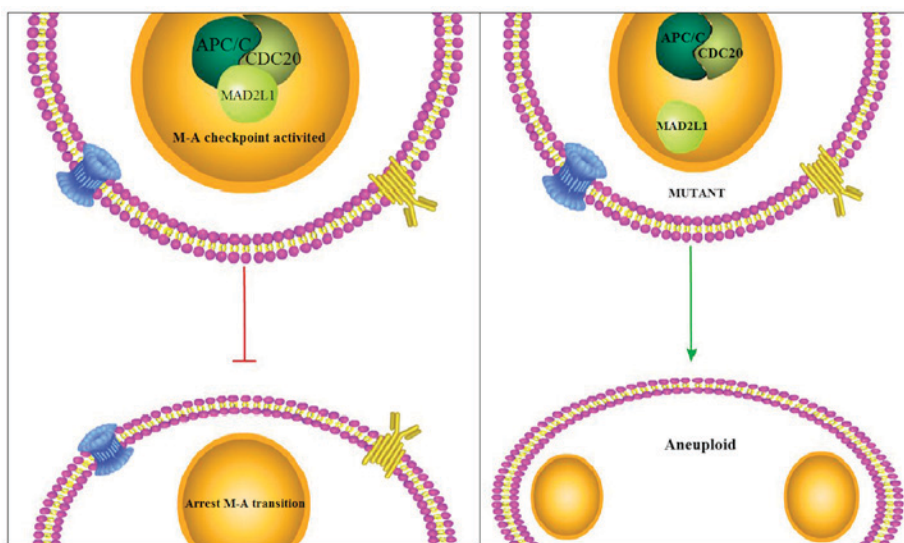 APC/C
CDC20
MAD2L1
M-A checkpoint activited
Arrest M-A transition
APC/C
CDC20
MAD2L1
MUTANT
Aneuploid